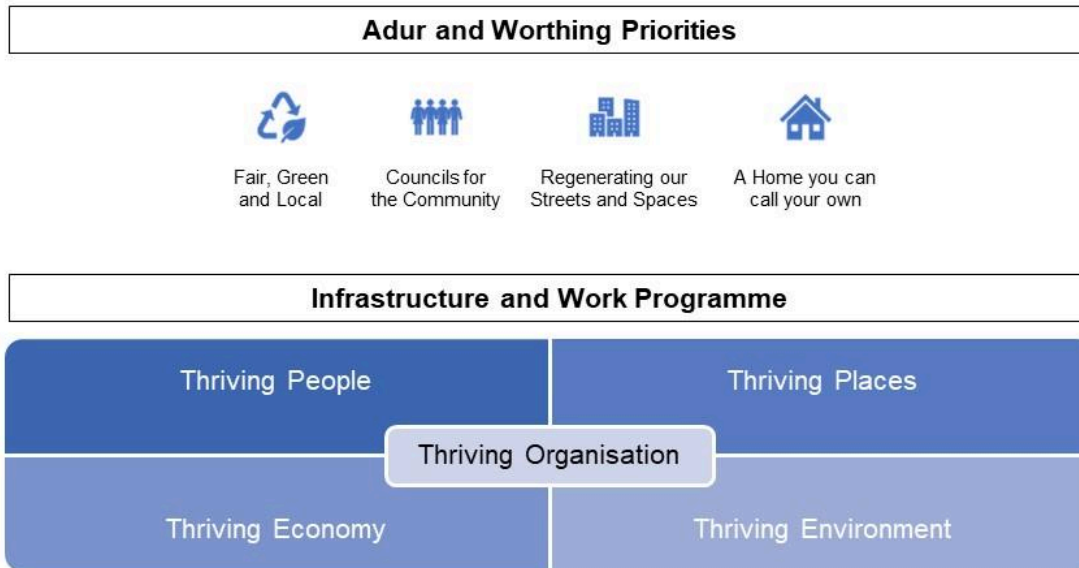 Adur and Worthing Priorities
Fair, Green
and Local
Councils for
the Community
Regenerating our
Streets and Spaces
A Home you can
call your own
Infrastructure and Work Programme
Thriving People
Thriving Places
Thriving Organisation
Thriving Economy
Thriving Environment